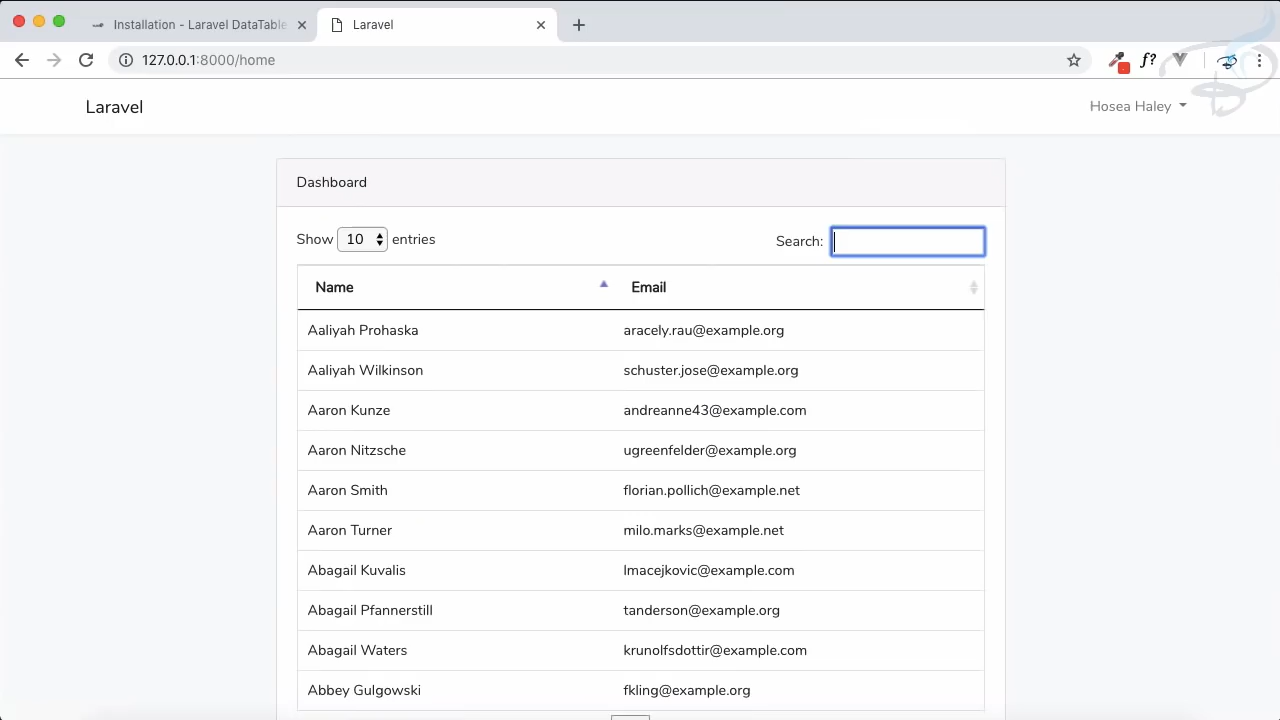 Installation - Laravel DataTable
Laravel
127.0.0.1:8000/home
f?
Laravel
Hosea Haley
Dashboard
Show 10 entries
Search:
Name Email
Aaliyah Prohaska aracely.rau@example.org
Aaliyah Wilkinson schuster.jose@example.org
Aaron Kunze andreanne43@example.com
Aaron Nitzsche ugreenfelder@example.org
Aaron Smith florian.pollich@example.net
Aaron Turner milo.marks@example.net
Abagail Kuvalis lmacejkovic@example.com
Abagail Pfannerstill tanderson@example.org
Abagail Waters krunolfsdottir@example.com
Abbey Gulgowski fkling@example.org